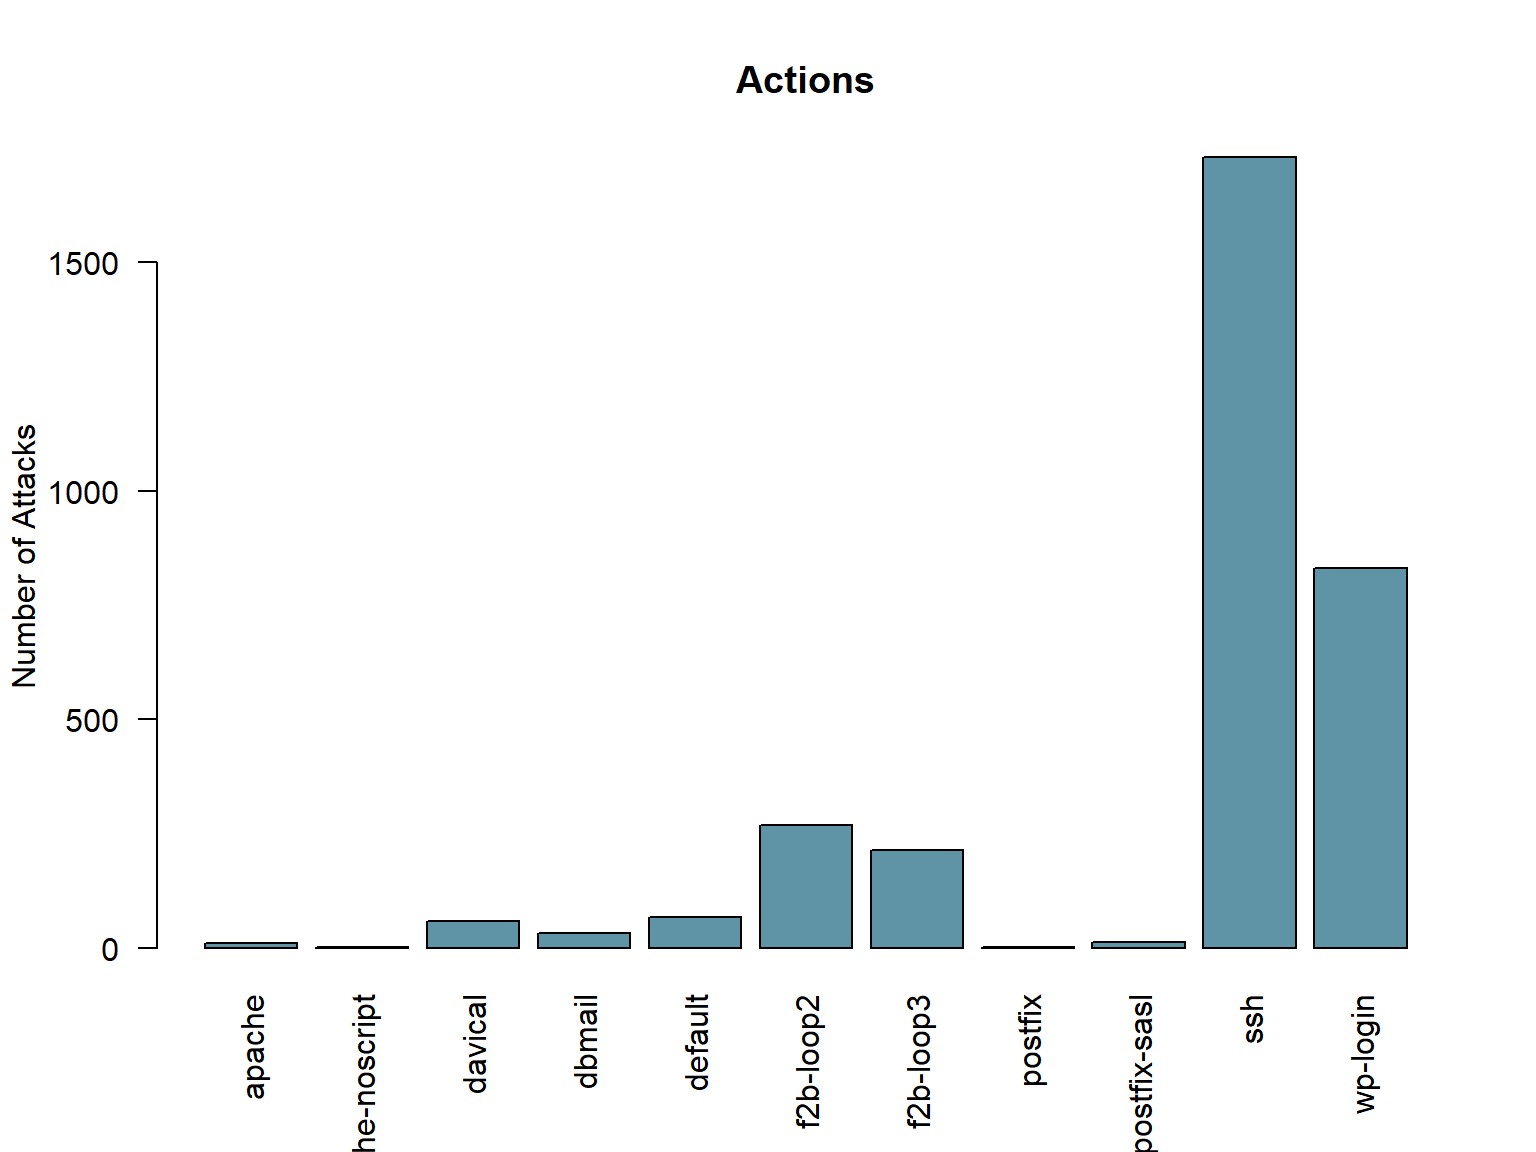 Actions
Number of Attacks
1500
1000
500
0
apache
he-noscript
davical
dbmail
default
f2b-loop2
f2b-loop3
postfix
postfix-sasl
ssh
wp-login